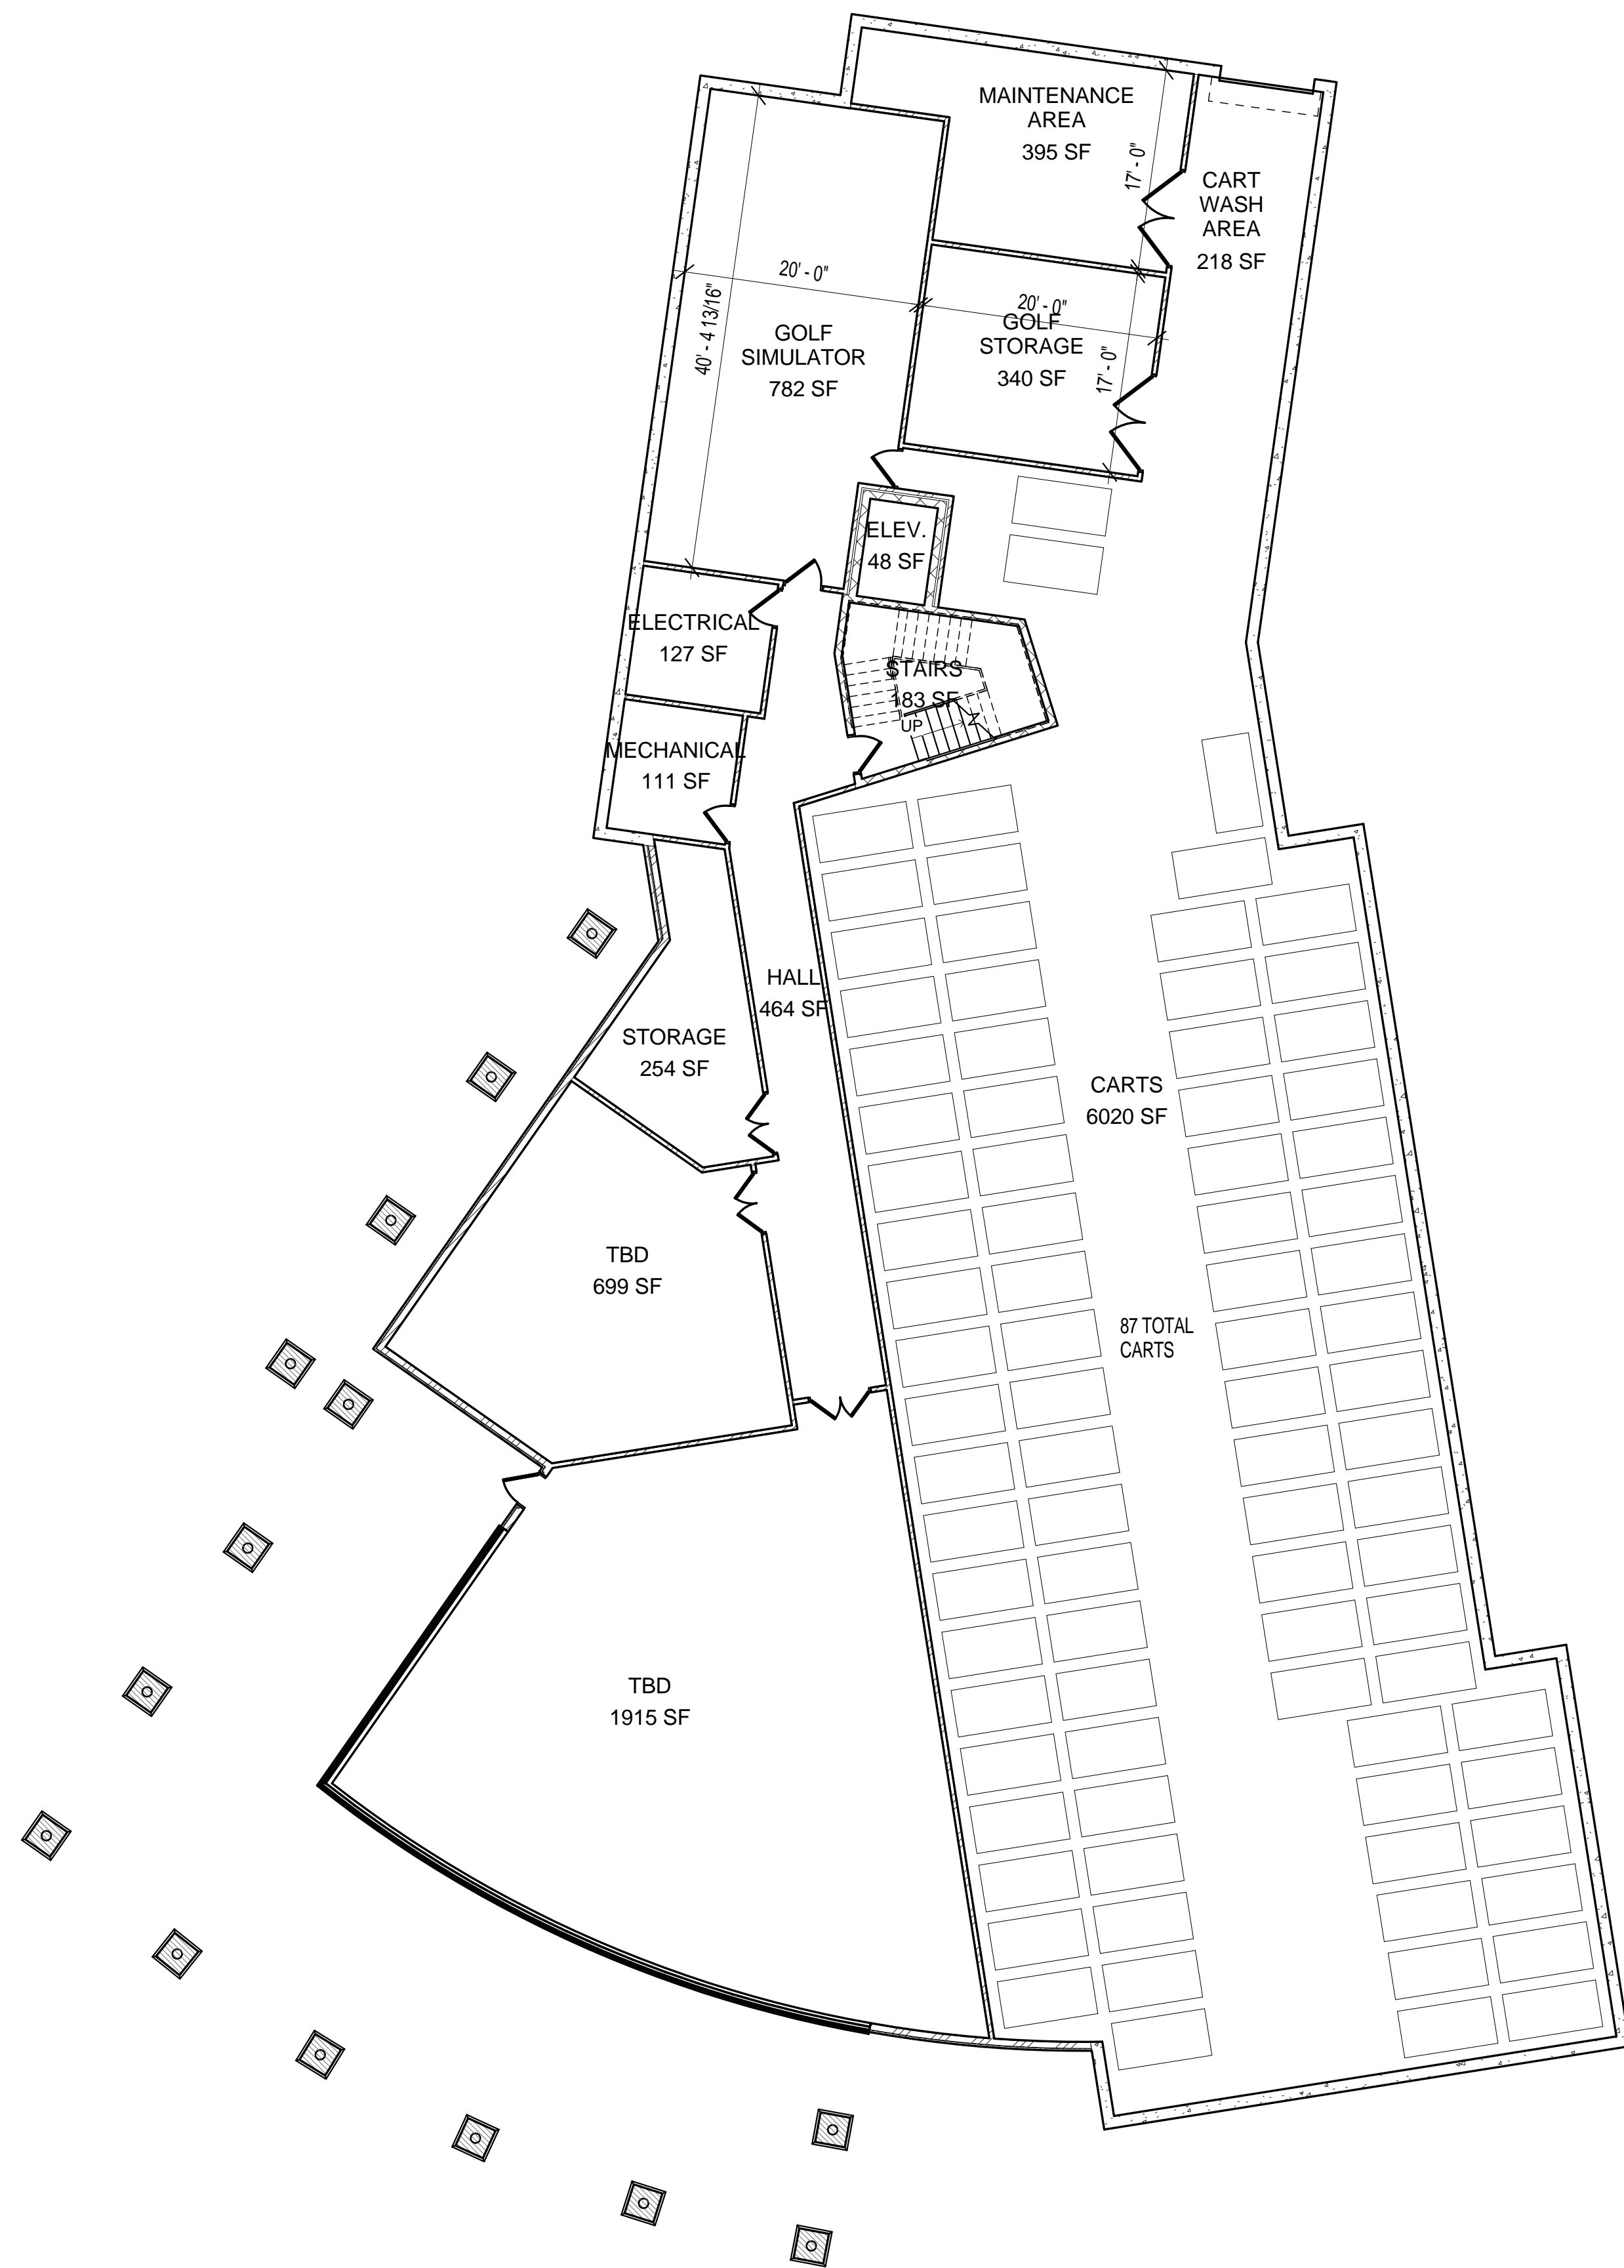 MAINTENANCE
AREA
395 SF
17' - 0"
CART
WASH
AREA
218 SF
20' - 0"
40' - 4 13/16"
GOLF
SIMULATOR
782 SF
20' - 0"
GOLF
STORAGE
340 SF
17' - 0"
ELEV.
48 SF
ELECTRICAL
127 SF
STAIRS
183 SF
UP
MECHANICAL
111 SF
HALL
464 SF
STORAGE
254 SF
CARTS
6020 SF
TBD
699 SF
87 TOTAL
CARTS
TBD
1915 SF